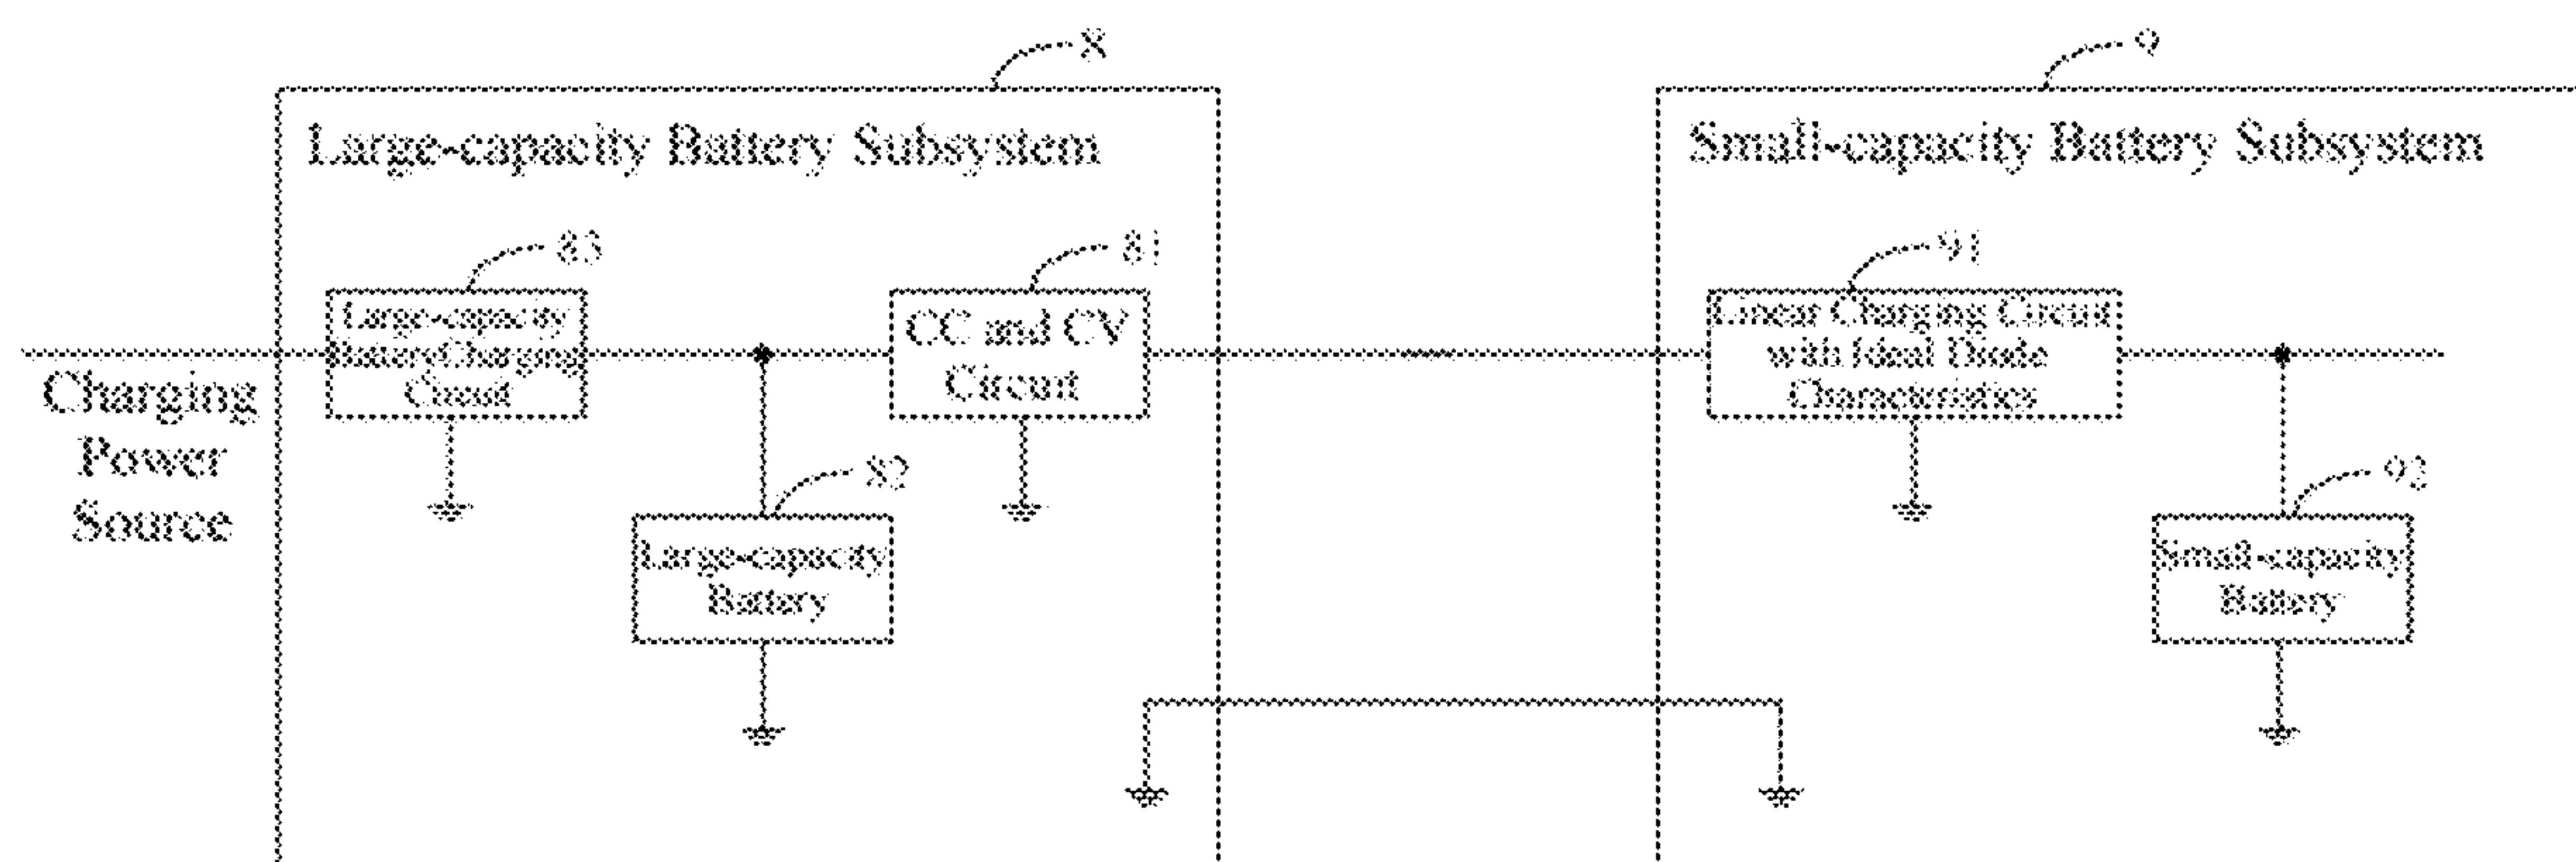 8
9
Large-capacity Battery Subsystem
Small-capacity Battery Subsystem
83
81
91
Large-capacity
Battery Charging
Circuit
CC and CV
Circuit
Linear Charging Circuit
with Ideal Diode
Characteristics
Charging
Power
Source
82
92
Large-capacity
Battery
Small-capacity
Battery